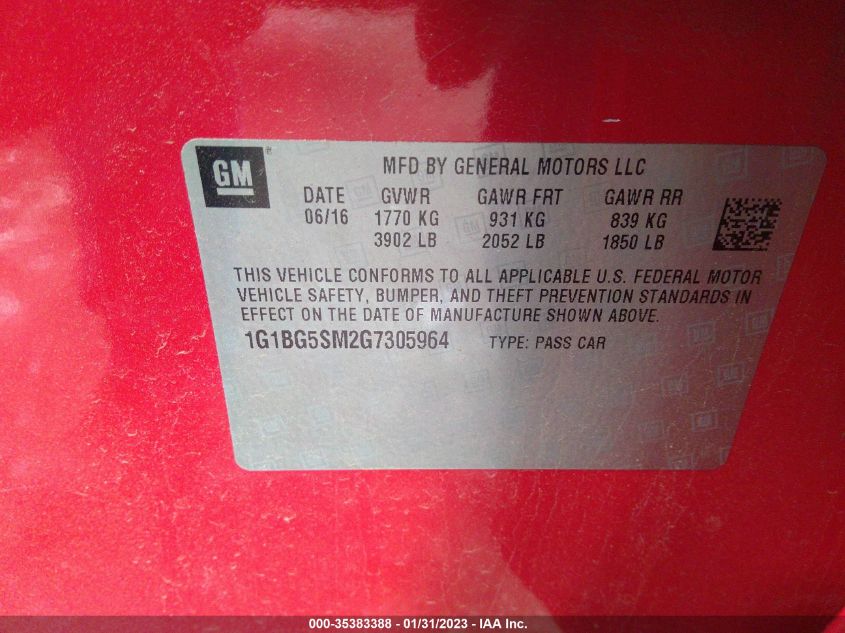 GM
MFD BY GENERAL MOTORS LLC
DATE GVWR GAWR FRT GAWR RR
06/16 1770 KG 931 KG 839 KG
3902 LB 2052 LB 1850 LB
THIS VEHICLE CONFORMS TO ALL APPLICABLE U.S. FEDERAL MOTOR
VEHICLE SAFETY, BUMPER, AND THEFT PREVENTION STANDARDS IN
EFFECT ON THE DATE OF MANUFACTURE SHOWN ABOVE.
1G1BG5SM2G7305964 TYPE: PASS CAR
000-35383388 - 01/31/2023 - IAA Inc.